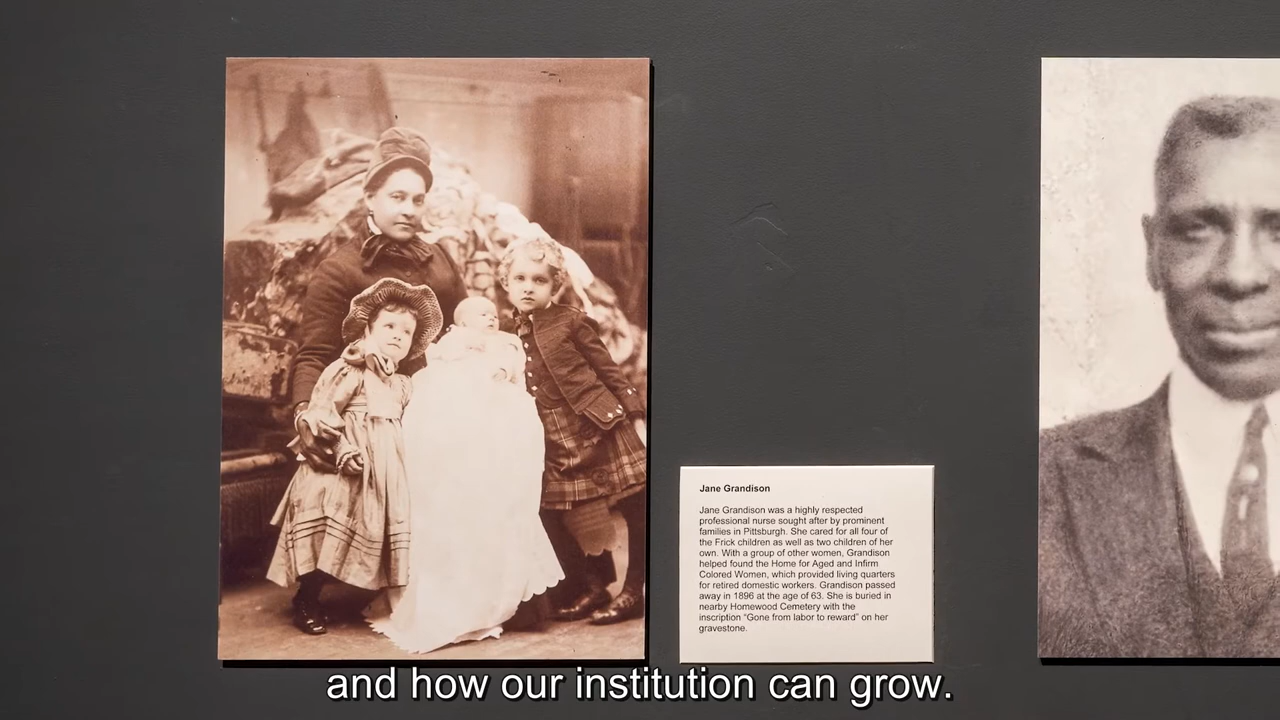 Jane Grandison
Jane Grandison was a highly respected
professional nurse sought after by prominent
families in Pittsburgh. She cared for all four of
the Frick children as well as two children of her
own. With a group of other women, Grandison
helped found the Home for Aged and Infirm
Colored Women, which provided living quarters
for retired domestic workers. Grandison passed
away in 1896 at the age of 63. She is buried in
nearby Homewood Cemetery with the
inscription “Gone from labor to reward” on her
gravestone.
and how our institution can grow.